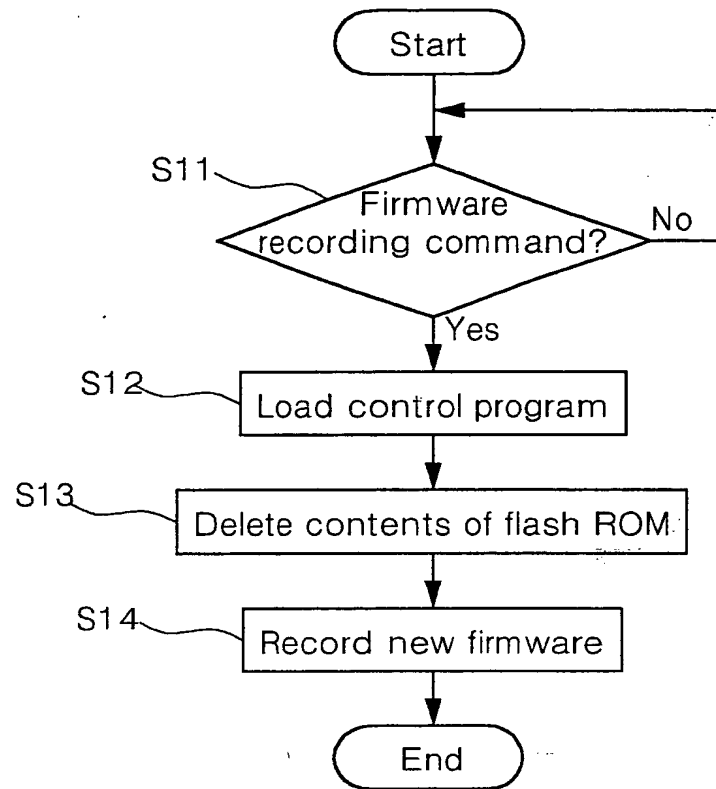 Start
S11
Firmware
recording command?
No
Yes
S12
Load control program
S13
Delete contents of flash ROM
S14
Record new firmware
End